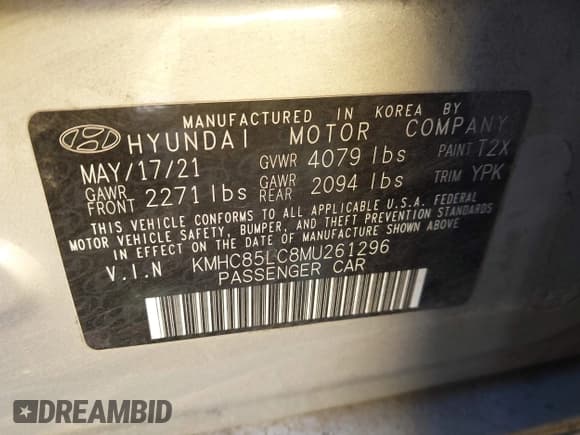 MANUFACTURED IN KOREA BY
HYUNDAI MOTOR COMPANY
MAY/17/21 GVWR 4079 lbs PAINT T2X
GAWR FRONT 2271 lbs GAWR REAR 2094 lbs TRIM YPK
THIS VEHICLE CONFORMS TO ALL APPLICABLE U.S.A. FEDERAL
MOTOR VEHICLE SAFETY, BUMPER, AND THEFT PREVENTION STANDARDS
IN EFFECT ON THE DATE OF MANUFACTURE SHOWN ABOVE
V.I.N KMHC85LC8MU261296
PASSENGER CAR
DREAMBID